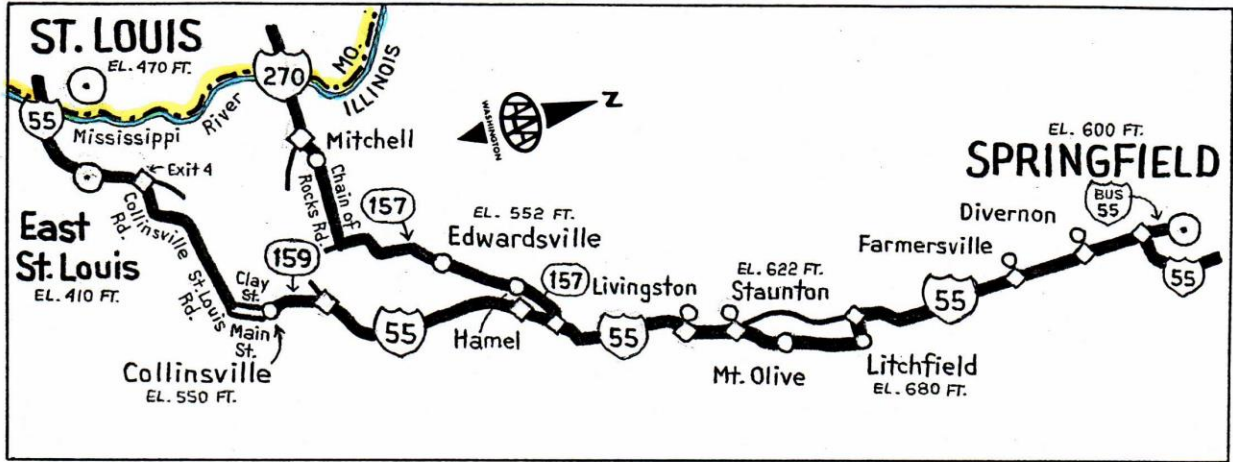 ST. LOUIS
EL. 470 FT.
270
MO.
ILLINOIS
55
Mississippi
River
Mitchell
WASHINGTON
N
EL. 600 FT.
SPRINGFIELD
Exit 4
Collinsville
Rd.
Chain of
Rocks Rd.
157
EL. 552 FT.
Edwardsville
BUS
55
Divernon
East
St. Louis
EL. 410 FT.
St. Louis
Rd.
Clay
St.
159
Main
St.
Collinsville
EL. 550 FT.
55
Hamel
157
Livingston
55
EL. 622 FT.
Staunton
Farmersville
55
55
Mt. Olive
Litchfield
EL. 680 FT.